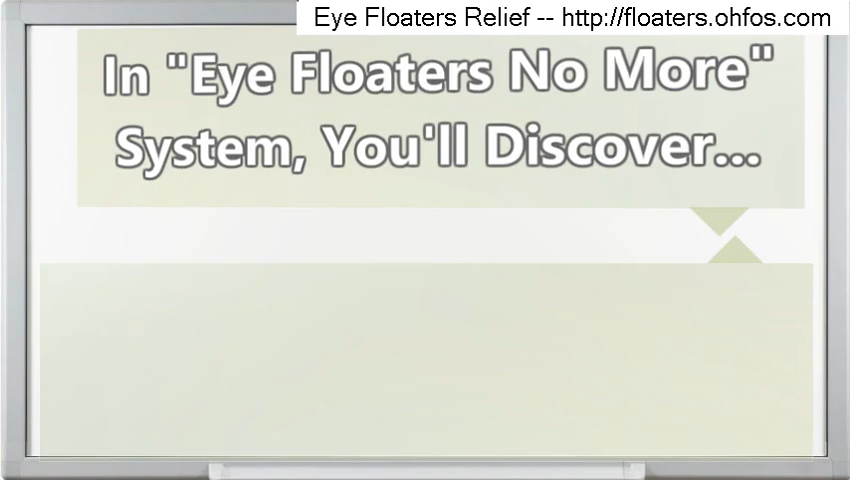 Eye Floaters Relief -- http://floaters.ohfos.com
In "Eye Floaters No More"
System, You'll Discover...